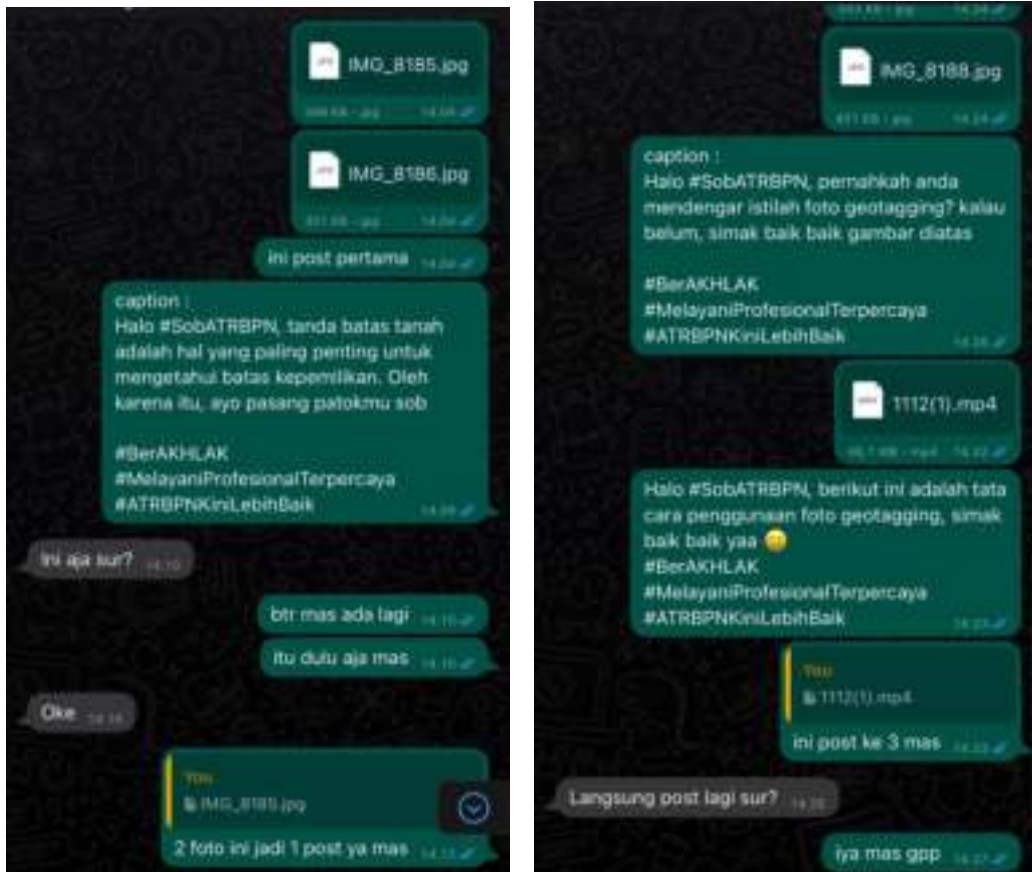 IMG_8185.jpg
IMG_8186.jpg
ini post pertama
caption :
Halo #SobATRBPN, tanda batas tanah
adalah hal yang paling penting untuk
mengetahui batas kepemilikan. Oleh
karena itu, ayo pasang patokmu sob
#BerAKHLAK
#MelayaniProfesionalTerpercaya
#ATRBPNKiniLebihBaik
Ini aja sur?
btr mas ada lagi
itu dulu aja mas
Oke
You
IMG_8185.jpg
2 foto ini jadi 1 post ya mas
IMG_8188.jpg
caption :
Halo #SobATRBPN, pernahkah anda
mendengar istilah foto geotagging? kalau
belum, simak baik baik gambar diatas
#BerAKHLAK
#MelayaniProfesionalTerpercaya
#ATRBPNKiniLebihBaik
1112(1).mp4
Halo #SobATRBPN, berikut ini adalah tata
cara penggunaan foto geotagging, simak
baik baik yaa
#BerAKHLAK
#MelayaniProfesionalTerpercaya
#ATRBPNKiniLebihBaik
You
1112(1).mp4
ini post ke 3 mas
Langsung post lagi sur?
iya mas gpp